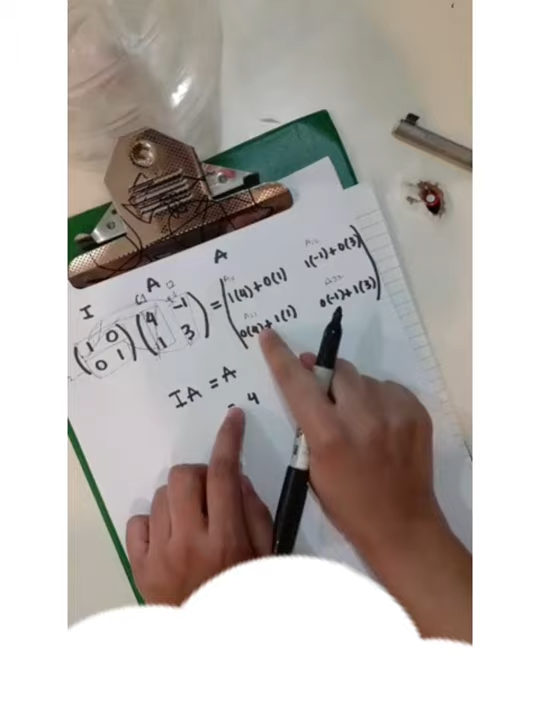 I A A
(1 0) (4 -1) = (1(4)+0(1) 1(-1)+0(3))
(0 1) (1 3) (0(4)+1(1) 0(-1)+1(3))
IA = A
= 4